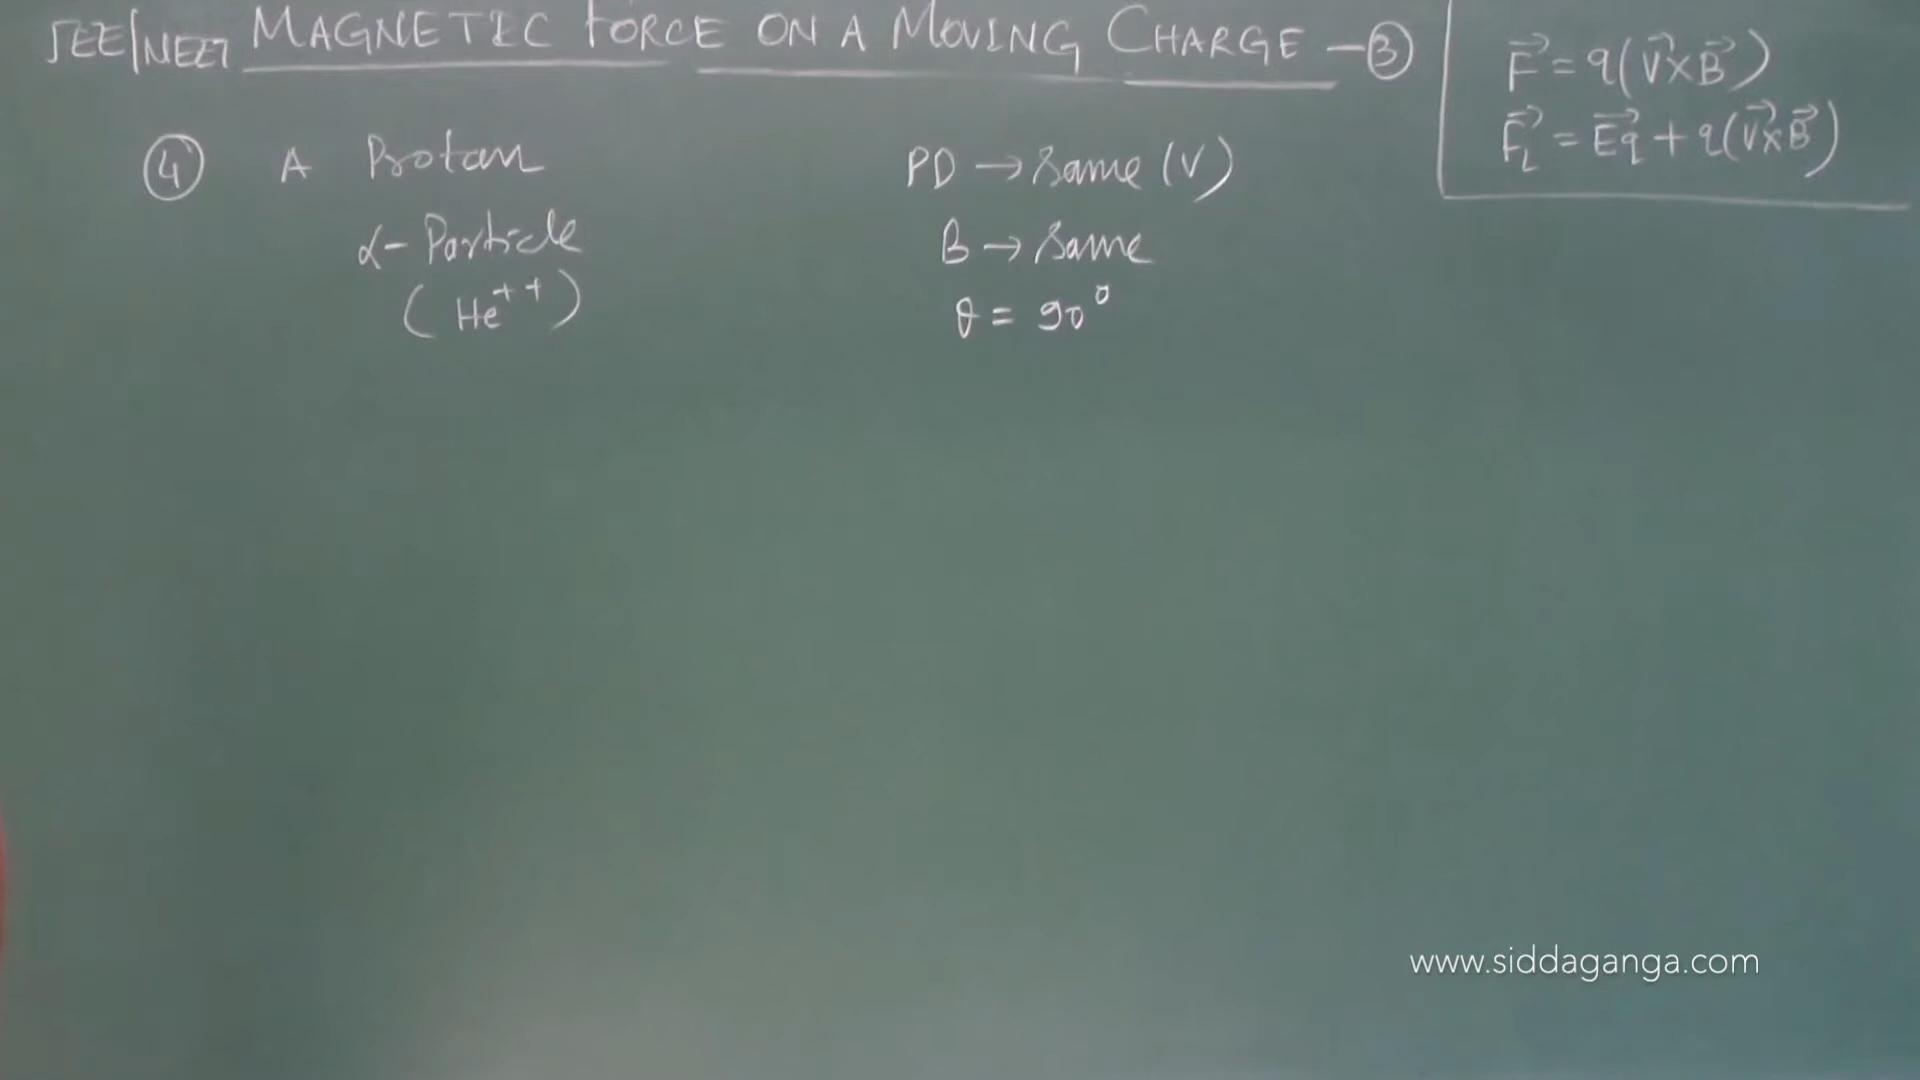 JEE/NEET MAGNETIC FORCE ON A MOVING CHARGE - ③
F⃗ = q(V⃗×B⃗)
F⃗L = E⃗q + q(V⃗×B⃗)
④ A Proton PD → Same (V)
α- Particle B → Same
(He++) θ = 90°
www.siddaganga.com